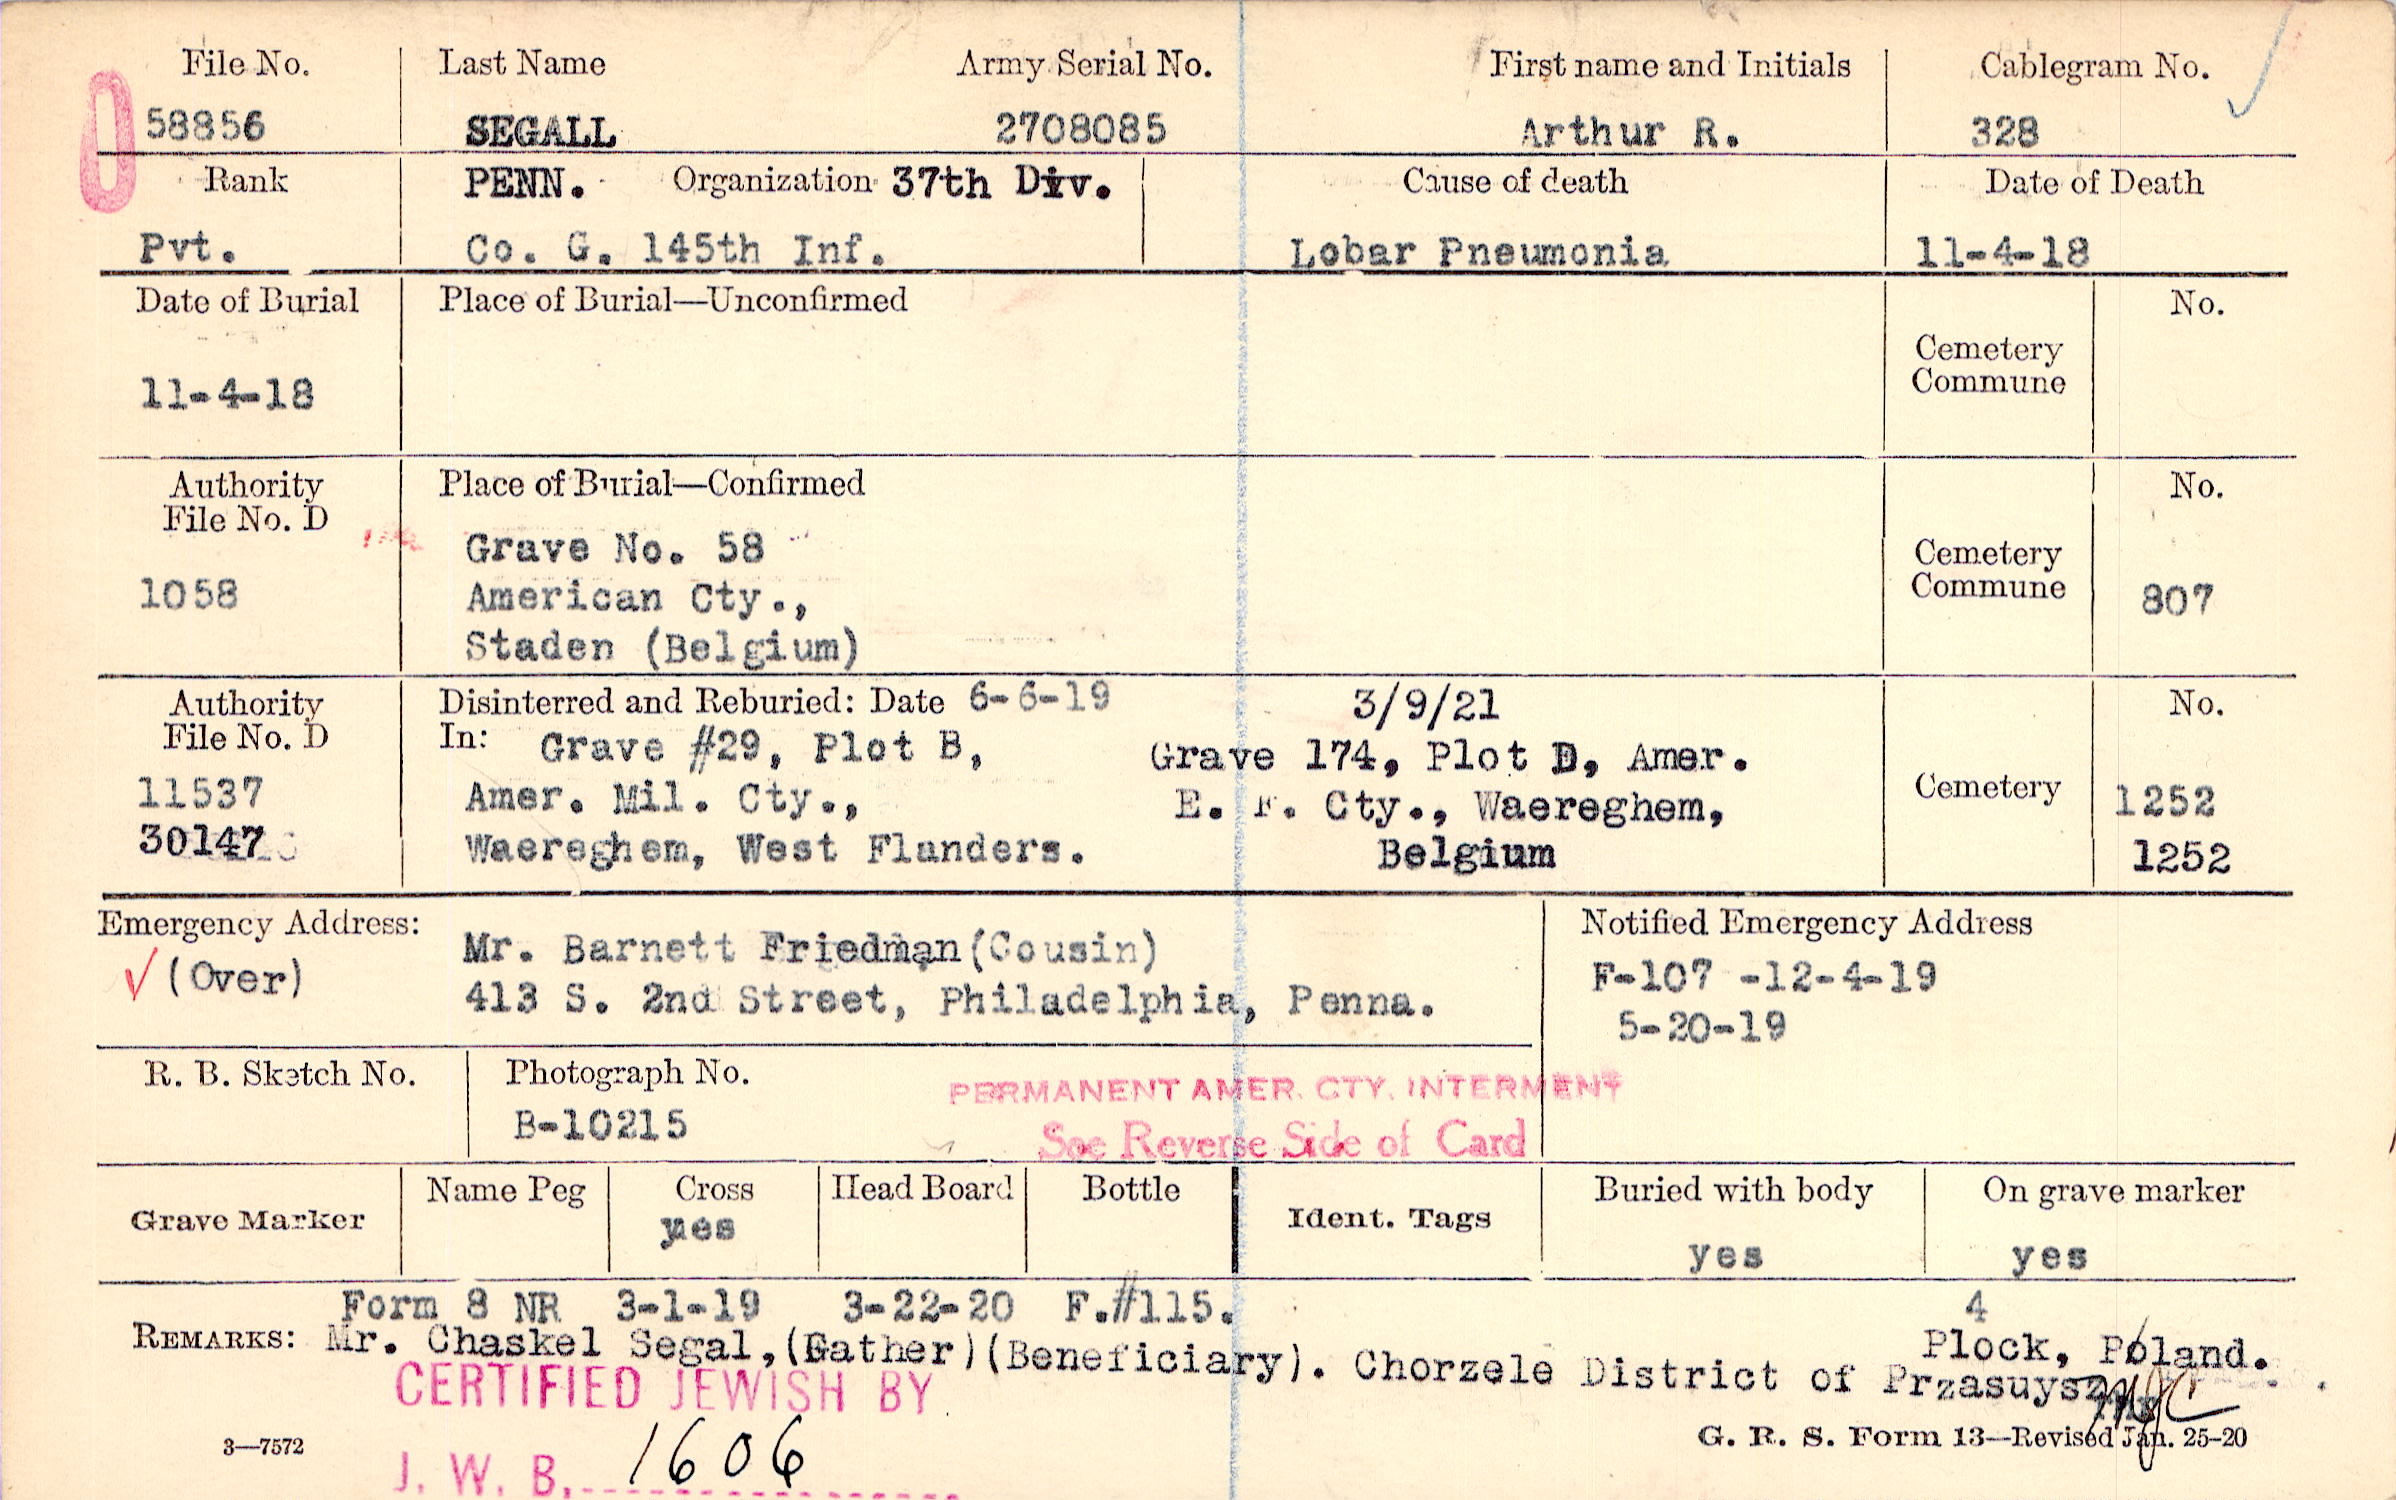 File No. Last Name Army Serial No. First name and Initials Cablegram No.
58856 SEGALL 2708085 Arthur R. 328
Rank PENN. Organization 37th Div. Cause of death Date of Death
Pvt. Co. G. 145th Inf. Lobar Pneumonia 11-4-18
Date of Burial Place of Burial—Unconfirmed No.
Cemetery
Commune
11-4-18
Authority Place of Burial—Confirmed No.
File No. D
Grave No. 58
Cemetery
Commune
1058 American Cty., 807
Staden (Belgium)
Authority Disinterred and Reburied: Date 6-6-19 3/9/21 No.
File No. D In: Grave #29, Plot B, Grave 174, Plot D, Amer.
11537 Amer. Mil. Cty., E. F. Cty., Waereghem, Cemetery 1252
30147 Waereghem, West Flanders. Belgium 1252
Emergency Address: Notified Emergency Address
(Over) Mr. Barnett Friedman (Cousin) F-107 -12-4-19
413 S. 2nd Street, Philadelphia, Penna. 5-20-19
R. B. Sketch No. Photograph No.
PERMANENT AMER. CTY. INTERMENT
B-10215 See Reverse Side of Card
Grave Marker Name Peg Cross Head Board Bottle Ident. Tags Buried with body On grave marker
yes yes yes
Form 8 NR 3-1-19 3-22-20 F.#115. 4
Plock, Poland.
REMARKS: Mr. Chaskel Segal, (Father) (Beneficiary). Chorzele District of Przasuysz
CERTIFIED JEWISH BY
3—7572 G. R. S. Form 13—Revised Jan. 25-20
J. W. B. 1606